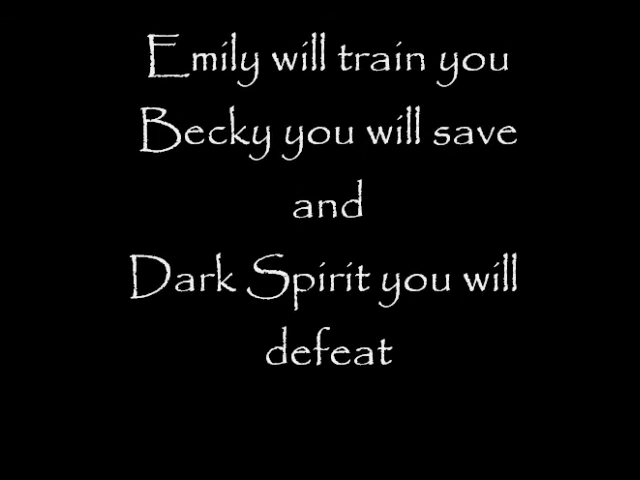 Emily will train you
Becky you will save
and
Dark Spirit you will
defeat